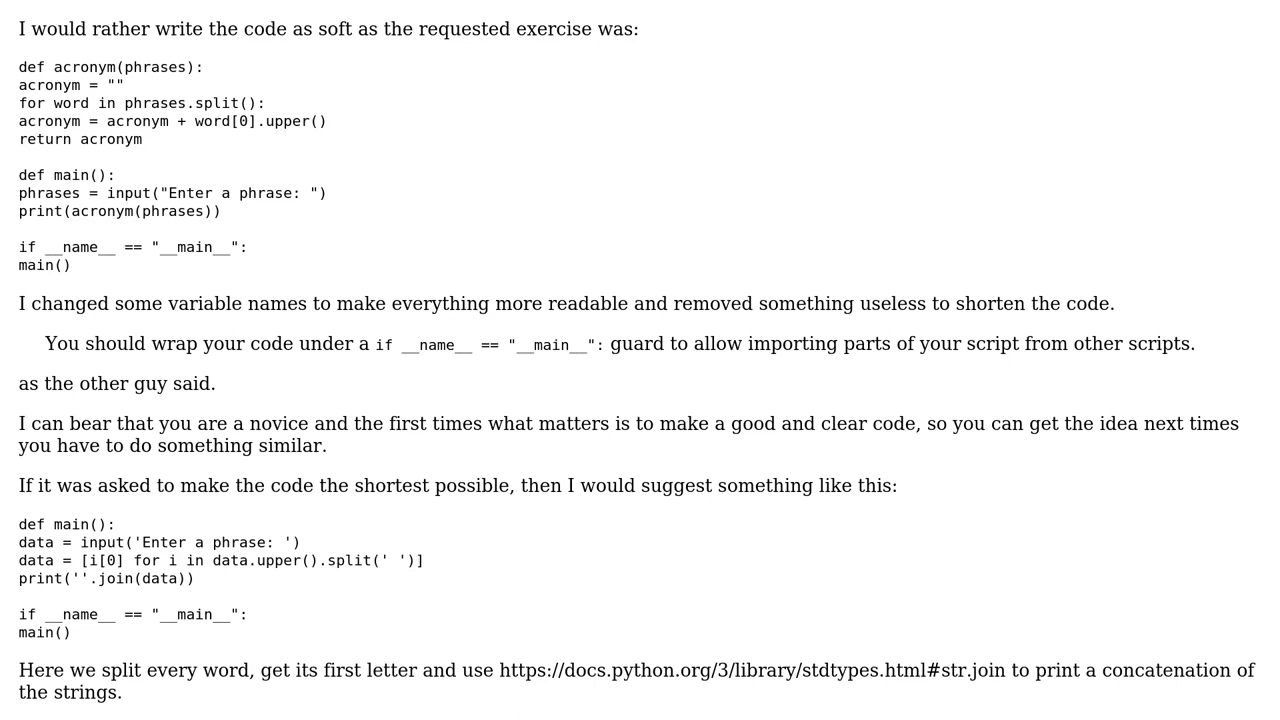 I would rather write the code as soft as the requested exercise was:
def acronym(phrases):
acronym = ""
for word in phrases.split():
acronym = acronym + word[0].upper()
return acronym
def main():
phrases = input("Enter a phrase: ")
print(acronym(phrases))
if __name__ == "__main__":
main()
I changed some variable names to make everything more readable and removed something useless to shorten the code.
You should wrap your code under a if __name__ == "__main__": guard to allow importing parts of your script from other scripts.
as the other guy said.
I can bear that you are a novice and the first times what matters is to make a good and clear code, so you can get the idea next times
you have to do something similar.
If it was asked to make the code the shortest possible, then I would suggest something like this:
def main():
data = input('Enter a phrase: ')
data = [i[0] for i in data.upper().split(' ')]
print(''.join(data))
if __name__ == "__main__":
main()
Here we split every word, get its first letter and use https://docs.python.org/3/library/stdtypes.html#str.join to print a concatenation of
the strings.